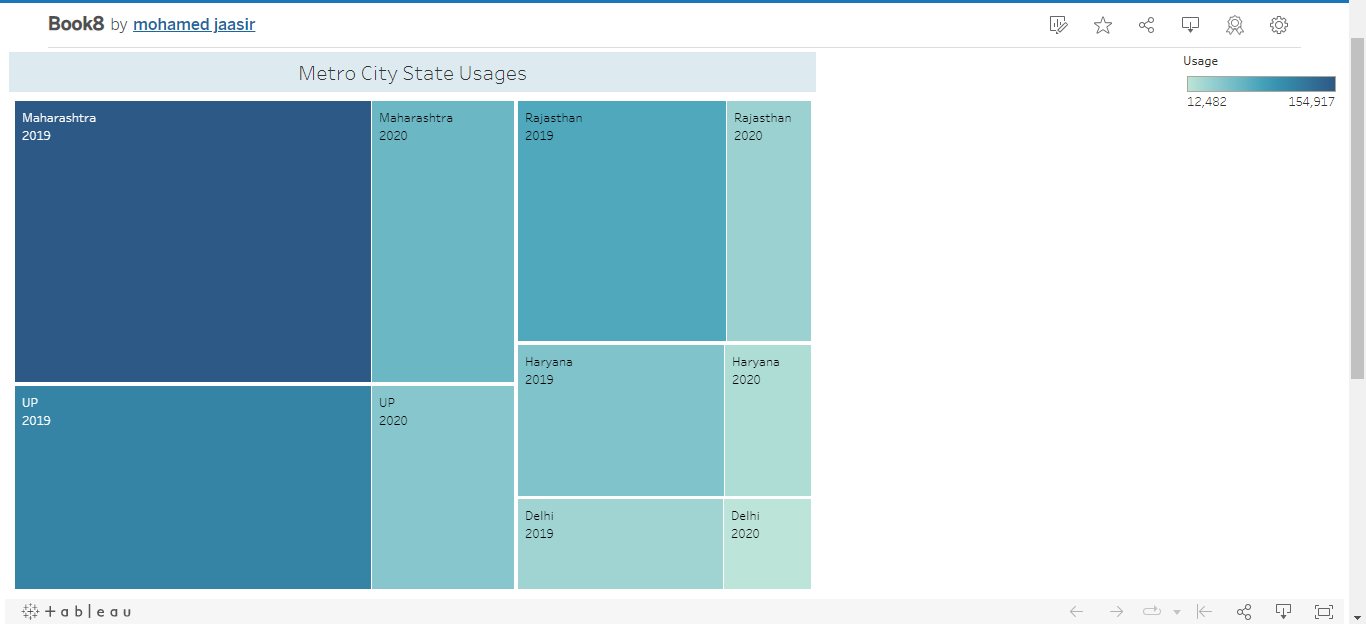 Book8 by mohamed jaasir
Metro City State Usages
Usage
12,482 154,917
Maharashtra
2019
Maharashtra
2020
Rajasthan
2019
Rajasthan
2020
UP
2019
UP
2020
Haryana
2019
Haryana
2020
Delhi
2019
Delhi
2020
+ableau